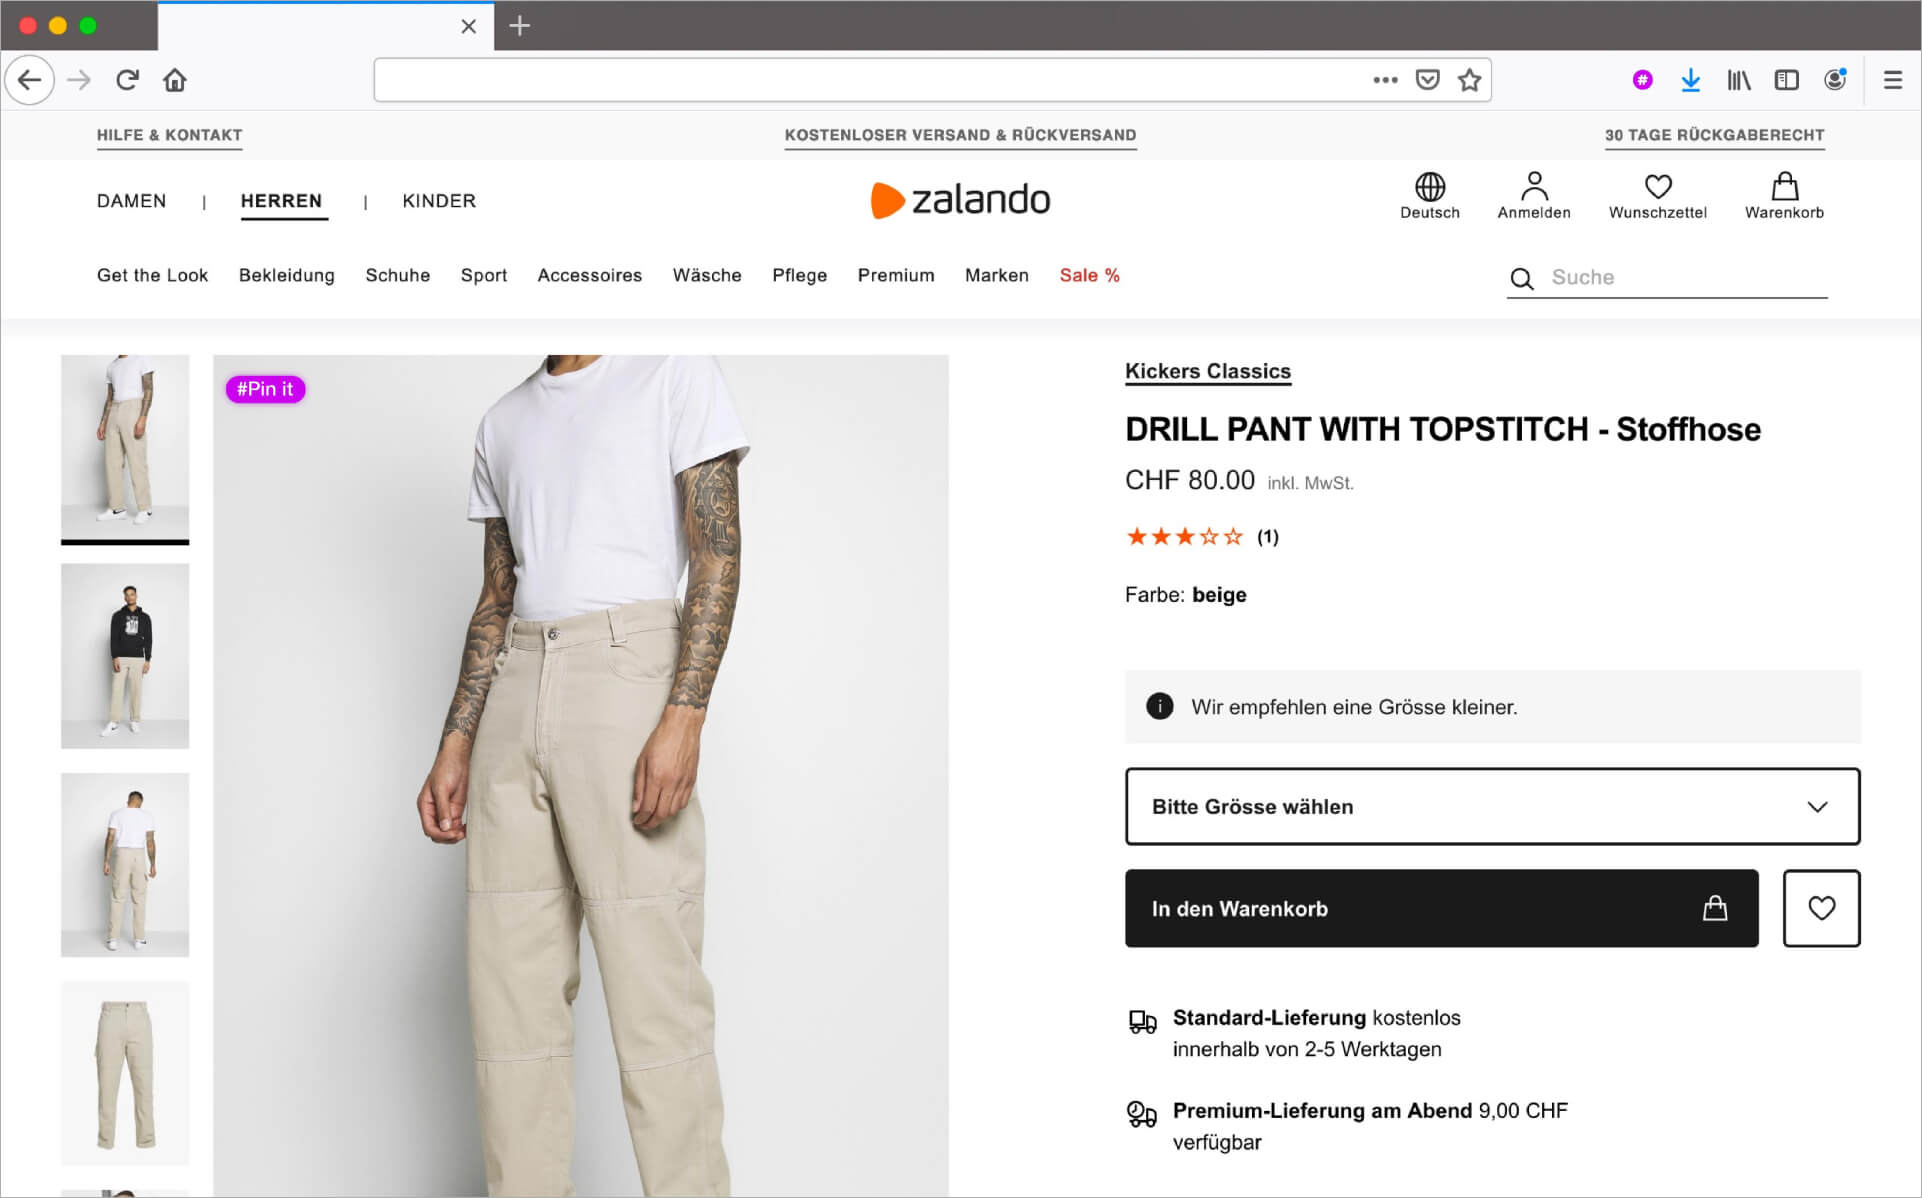 HILFE & KONTAKT
KOSTENLOSER VERSAND & RÜCKVERSAND
30 TAGE RÜCKGABERECHT
DAMEN | HERREN | KINDER
zalando
Deutsch
Anmelden
Wunschzettel
Warenkorb
Get the Look Bekleidung Schuhe Sport Accessoires Wäsche Pflege Premium Marken Sale %
Suche
#Pin it
Kickers Classics
DRILL PANT WITH TOPSTITCH - Stoffhose
CHF 80.00 inkl. MwSt.
(1)
Farbe: beige
Wir empfehlen eine Grösse kleiner.
Bitte Grösse wählen
In den Warenkorb
Standard-Lieferung kostenlos
innerhalb von 2-5 Werktagen
Premium-Lieferung am Abend 9,00 CHF
verfügbar